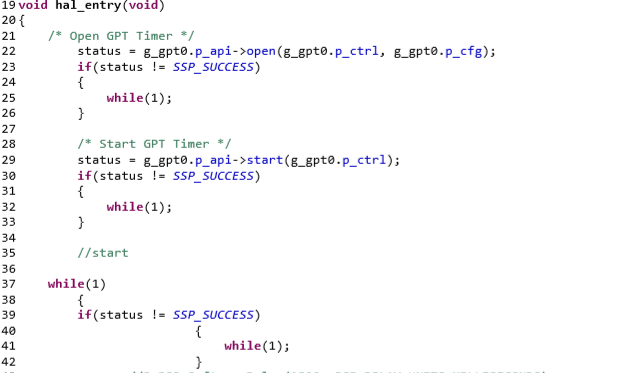 19 void hal_entry(void)
20 {
21 /* Open GPT Timer */
22 status = g_gpt0.p_api->open(g_gpt0.p_ctrl, g_gpt0.p_cfg);
23 if(status != SSP_SUCCESS)
24 {
25 while(1);
26 }
27
28 /* Start GPT Timer */
29 status = g_gpt0.p_api->start(g_gpt0.p_ctrl);
30 if(status != SSP_SUCCESS)
31 {
32 while(1);
33 }
34
35 //start
36
37 while(1)
38 {
39 if(status != SSP_SUCCESS)
40 {
41 while(1);
42 }